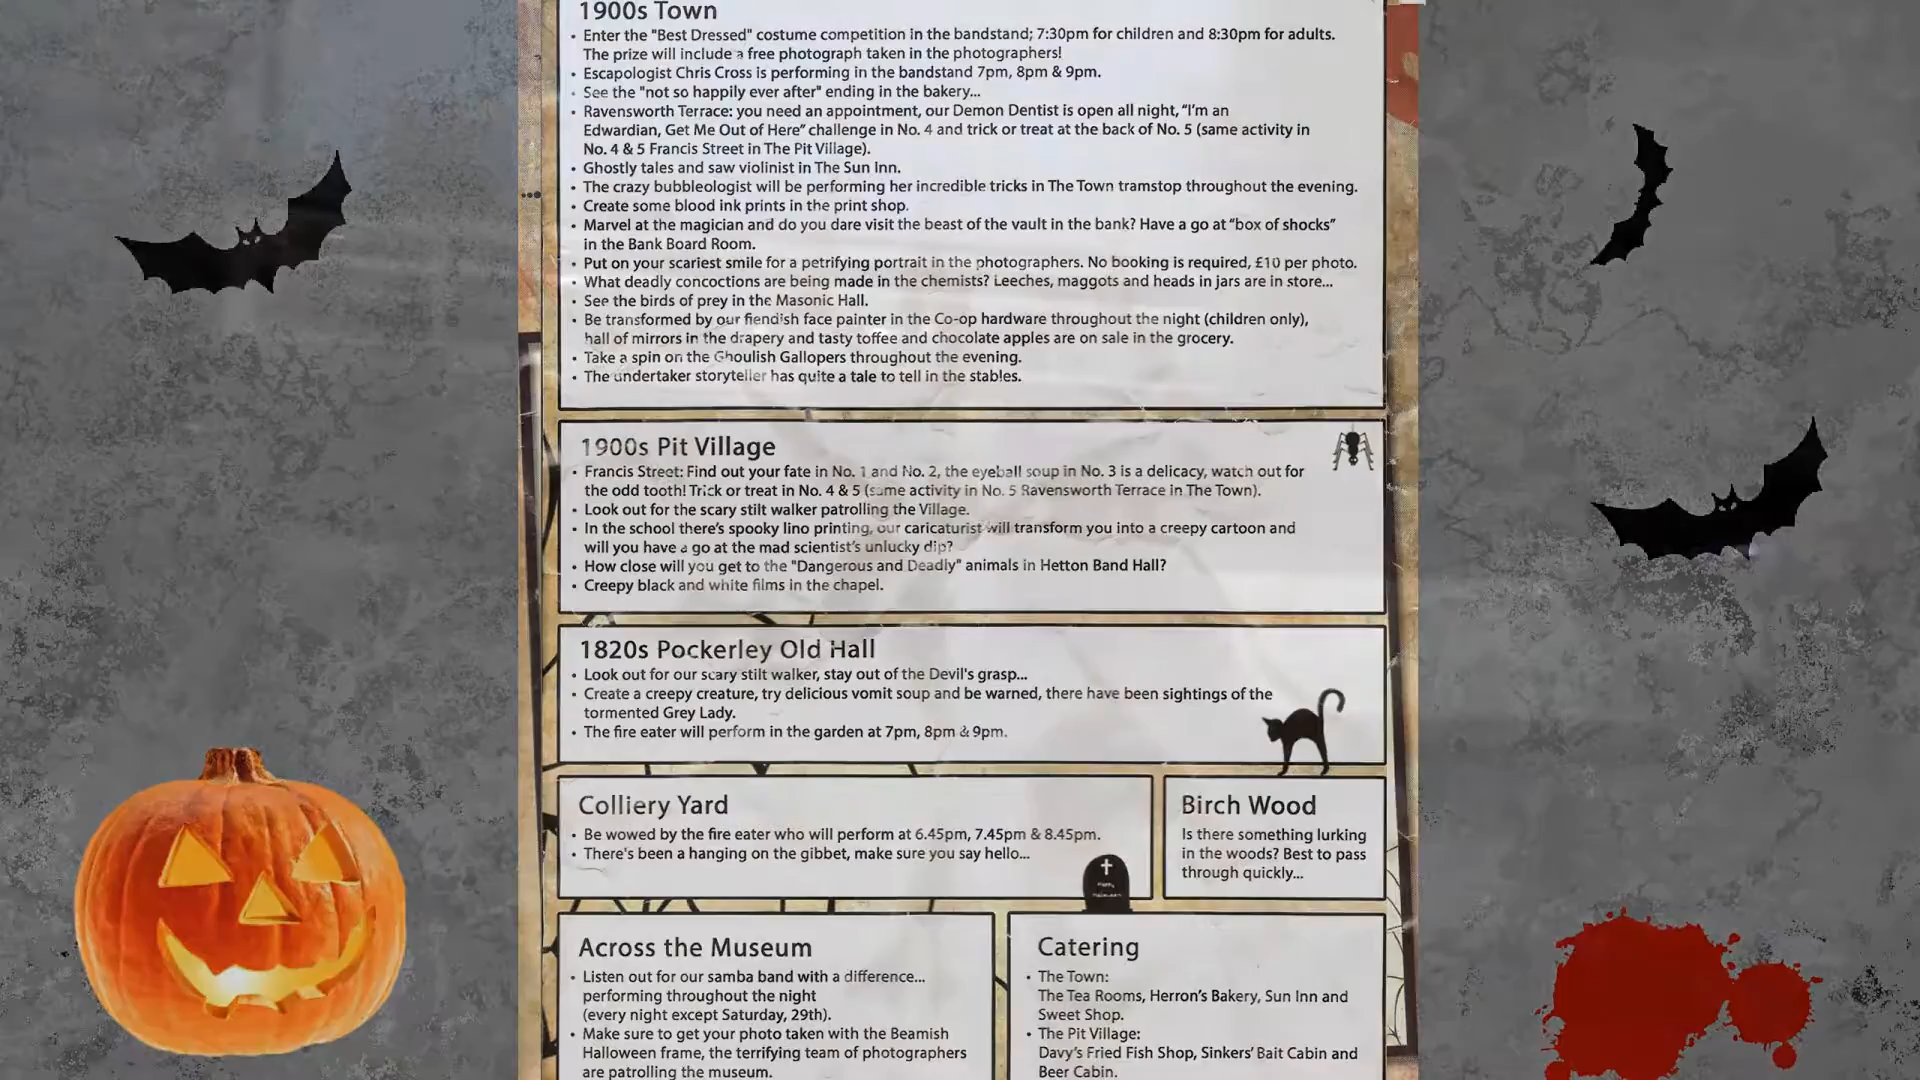 1900s Town
• Enter the "Best Dressed" costume competition in the bandstand; 7:30pm for children and 8:30pm for adults.
The prize will include a free photograph taken in the photographers!
• Escapologist Chris Cross is performing in the bandstand 7pm, 8pm & 9pm.
• See the "not so happily ever after" ending in the bakery...
• Ravensworth Terrace: you need an appointment, our Demon Dentist is open all night, “I’m an
Edwardian, Get Me Out of Here” challenge in No. 4 and trick or treat at the back of No. 5 (same activity in
No. 4 & 5 Francis Street in The Pit Village).
• Ghostly tales and saw violinist in The Sun Inn.
• The crazy bubbleologist will be performing her incredible tricks in The Town tramstop throughout the evening.
• Create some blood ink prints in the print shop.
• Marvel at the magician and do you dare visit the beast of the vault in the bank? Have a go at “box of shocks”
in the Bank Board Room.
• Put on your scariest smile for a petrifying portrait in the photographers. No booking is required, £10 per photo.
• What deadly concoctions are being made in the chemists? Leeches, maggots and heads in jars are in store...
• See the birds of prey in the Masonic Hall.
• Be transformed by our fiendish face painter in the Co-op hardware throughout the night (children only),
hall of mirrors in the drapery and tasty toffee and chocolate apples are on sale in the grocery.
• Take a spin on the Ghoulish Gallopers throughout the evening.
• The undertaker storyteller has quite a tale to tell in the stables.
1900s Pit Village
• Francis Street: Find out your fate in No. 1 and No. 2, the eyeball soup in No. 3 is a delicacy, watch out for
the odd tooth! Trick or treat in No. 4 & 5 (same activity in No. 5 Ravensworth Terrace in The Town).
• Look out for the scary stilt walker patrolling the Village.
• In the school there's spooky lino printing, our caricaturist will transform you into a creepy cartoon and
will you have a go at the mad scientist's unlucky dip?
• How close will you get to the "Dangerous and Deadly" animals in Hetton Band Hall?
• Creepy black and white films in the chapel.
1820s Pockerley Old Hall
• Look out for our scary stilt walker, stay out of the Devil's grasp...
• Create a creepy creature, try delicious vomit soup and be warned, there have been sightings of the
tormented Grey Lady.
• The fire eater will perform in the garden at 7pm, 8pm & 9pm.
Colliery Yard
• Be wowed by the fire eater who will perform at 6.45pm, 7.45pm & 8.45pm.
• There's been a hanging on the gibbet, make sure you say hello...
Birch Wood
Is there something lurking
in the woods? Best to pass
through quickly...
Across the Museum
• Listen out for our samba band with a difference...
performing throughout the night
(every night except Saturday, 29th).
• Make sure to get your photo taken with the Beamish
Halloween frame, the terrifying team of photographers
are patrolling the museum.
Catering
• The Town:
The Tea Rooms, Herron's Bakery, Sun Inn and
Sweet Shop.
• The Pit Village:
Davy's Fried Fish Shop, Sinkers' Bait Cabin and
Beer Cabin.